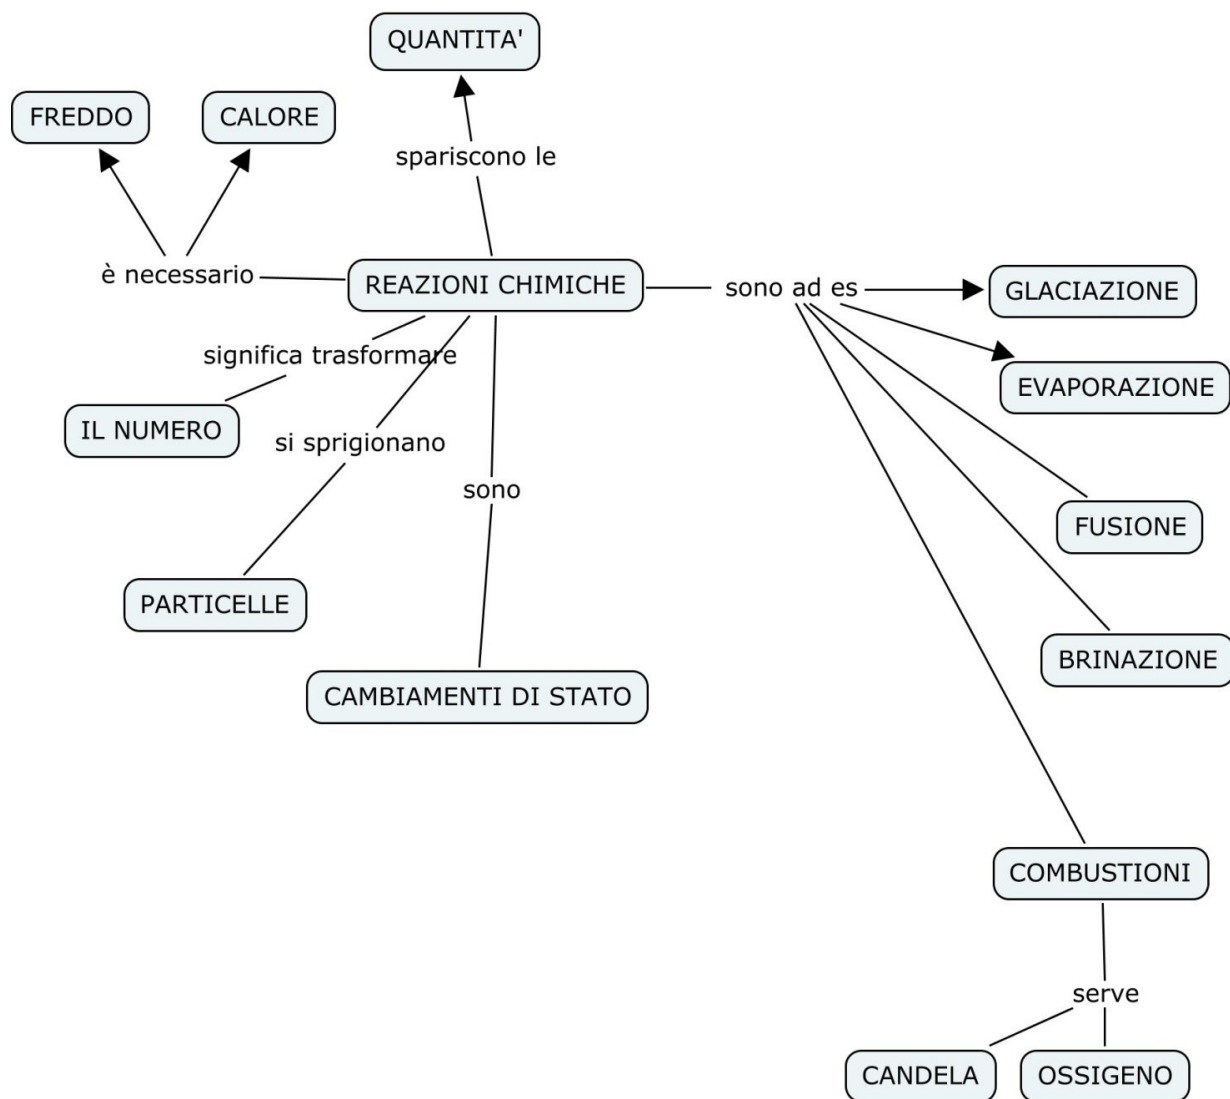 QUANTITA'
FREDDO
CALORE
spariscono le
è necessario
REAZIONI CHIMICHE
sono ad es
GLACIAZIONE
significa trasformare
EVAPORAZIONE
IL NUMERO
si sprigionano
sono
FUSIONE
PARTICELLE
BRINAZIONE
CAMBIAMENTI DI STATO
COMBUSTIONI
serve
CANDELA
OSSIGENO